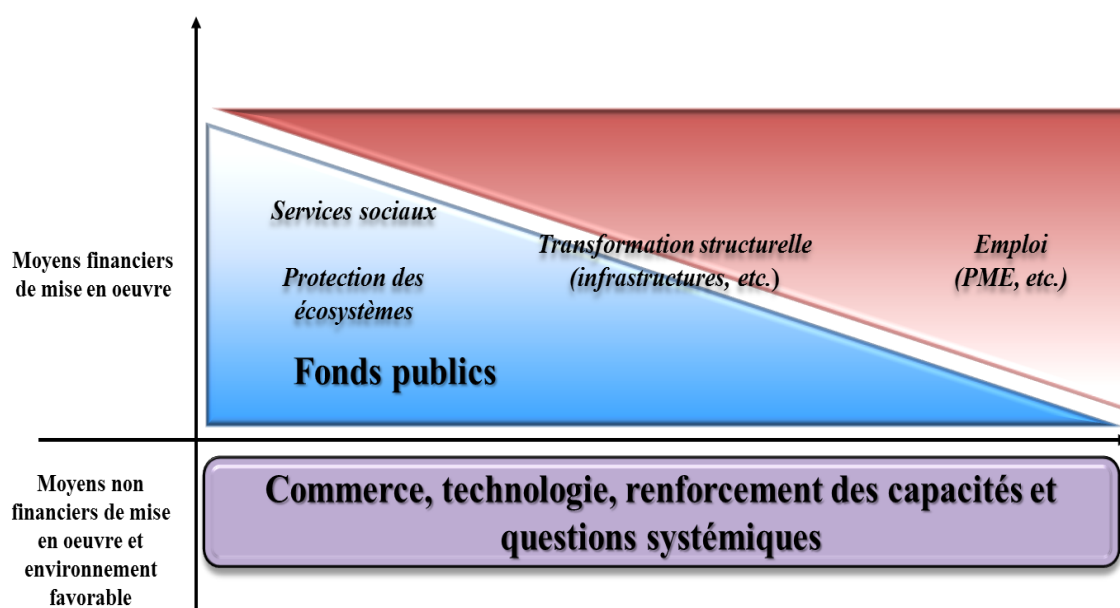 Moyens financiers
de mise en oeuvre
Services sociaux
Protection des
écosystèmes
Transformation structurelle
(infrastructures, etc.)
Emploi
(PME, etc.)
Fonds publics
Moyens non
financiers de mise
en oeuvre et
environnement
favorable
Commerce, technologie, renforcement des capacités et
questions systémiques